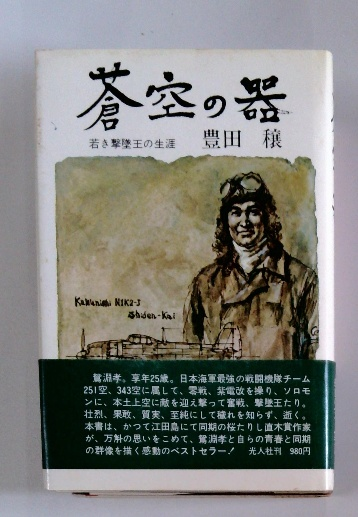 蒼空の器
若き撃墜王の生涯
豊田 穣
Kawanishi N1K2-J
Shiden-Kai
鴛淵孝。享年25歳。日本海軍最強の戦闘機隊チーム
251空、343空に属して、零戦、紫電改を操り、ソロモ
ンに、本土上空に敵を迎え撃って奮戦、撃墜王たり。
壮烈、果敢、質実、至純にして穢れを知らず、逝く。
本書は、かつて江田島にて同期の桜たりし直木賞作家
が、万斛の思いをこめて、鴛淵孝と自らの青春と同期
の群像を描く感動のベストセラー! 光人社刊 980円